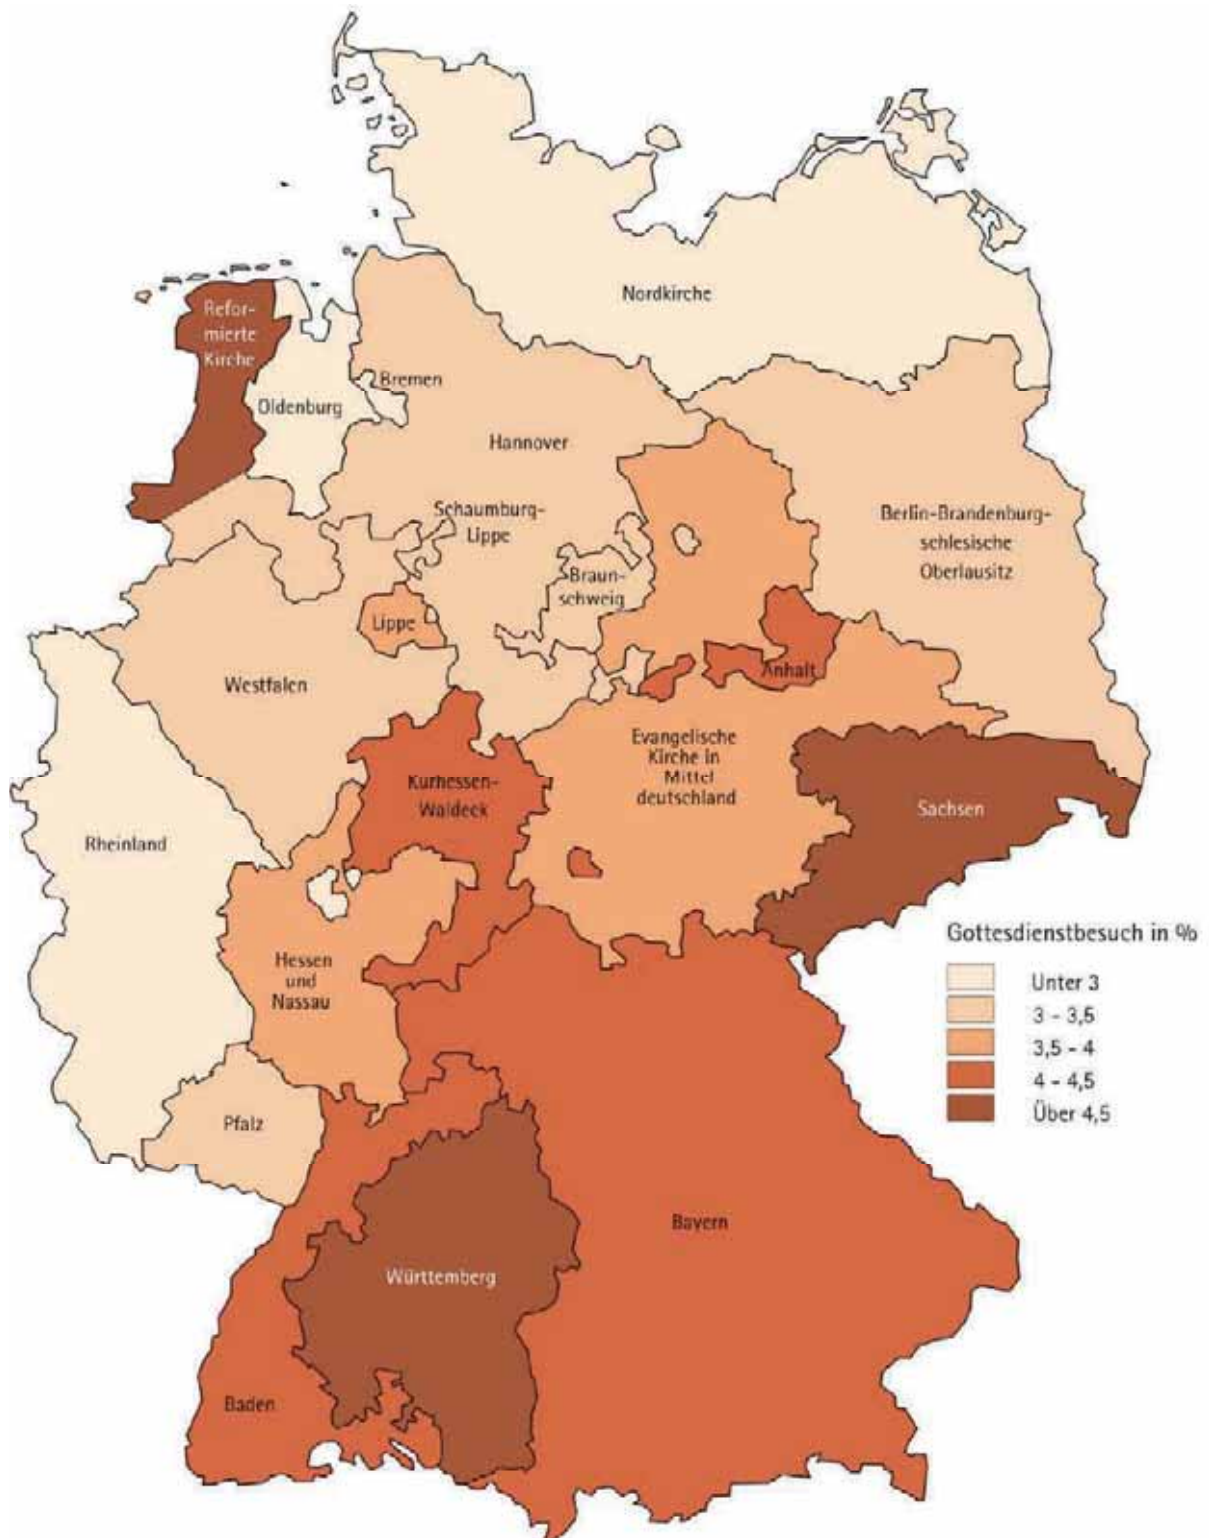 Nordkirche
Refor-
mierte
Kirche
Bremen
Oldenburg
Hannover
Schaumburg-
Lippe
Berlin-Brandenburg-
schlesische
Oberlausitz
Braun-
schweig
Lippe
Westfalen
Anhalt
Evangelische
Kirche in
Mittel
deutschland
Kurhessen-
Waldeck
Sachsen
Rheinland
Hessen
und
Nassau
Pfalz
Bayern
Württemberg
Baden
Gottesdienstbesuch in %
Unter 3
3 - 3,5
3,5 - 4
4 - 4,5
Über 4,5